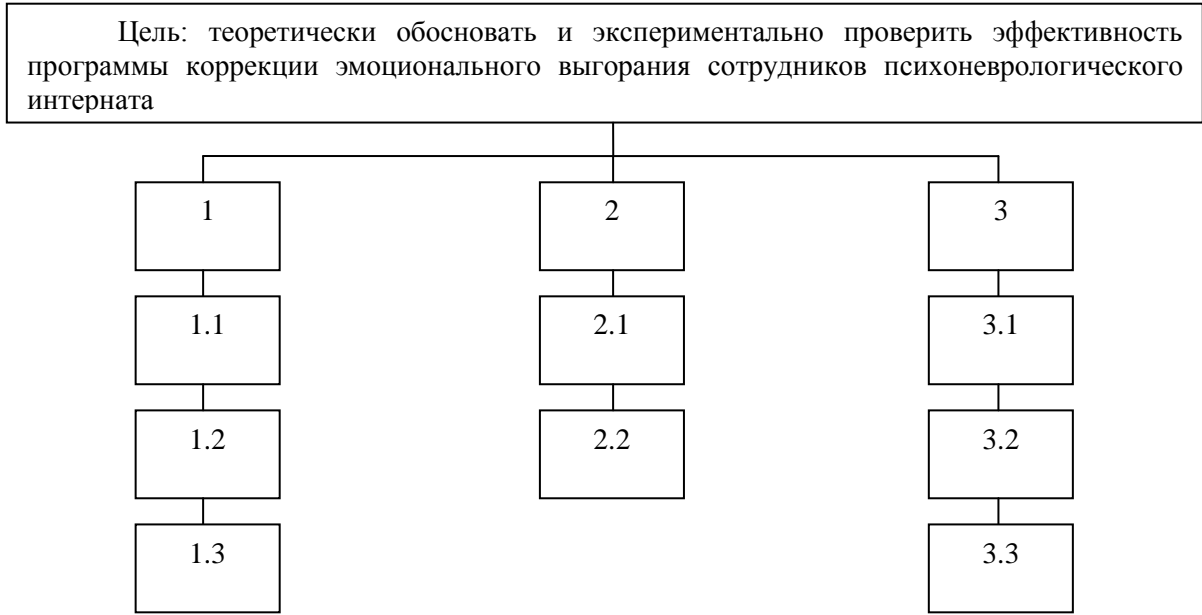 Цель: теоретически обосновать и экспериментально проверить эффективность
программы коррекции эмоционального выгорания сотрудников психоневрологического
интерната
1 2 3
1.1 2.1 3.1
1.2 2.2 3.2
1.3 3.3